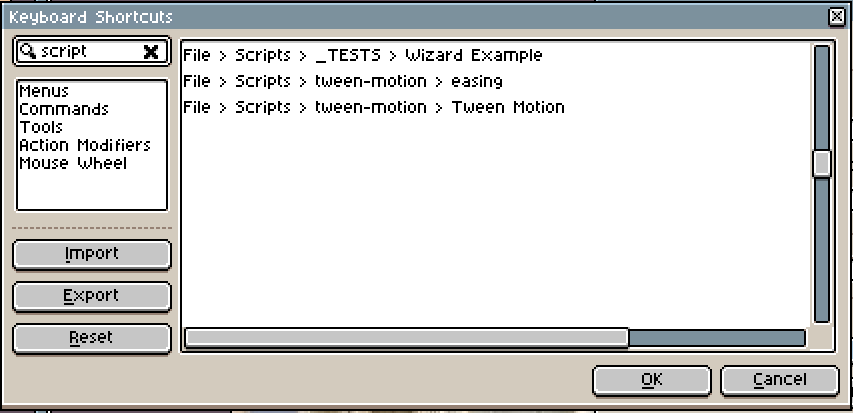 Keyboard Shortcuts
script
Menus
Commands
Tools
Action Modifiers
Mouse Wheel
Import
Export
Reset
File > Scripts > _TESTS > Wizard Example
File > Scripts > tween-motion > easing
File > Scripts > tween-motion > Tween Motion
OK
Cancel